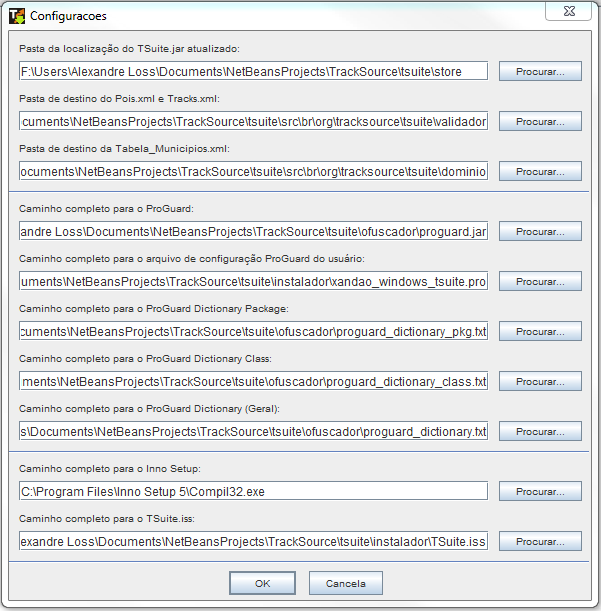 Configuracoes
Pasta da localização do TSuite.jar atualizado:
F:\Users\Alexandre Loss\Documents\NetBeansProjects\TrackSource\tsuite\store Procurar...
Pasta de destino do Pois.xml e Tracks.xml:
cuments\NetBeansProjects\TrackSource\tsuite\src\br\org\tracksource\tsuite\validador Procurar...
Pasta de destino da Tabela_Municipios.xml:
ocuments\NetBeansProjects\TrackSource\tsuite\src\br\org\tracksource\tsuite\dominio Procurar...
Caminho completo para o ProGuard:
andre Loss\Documents\NetBeansProjects\TrackSource\tsuite\ofuscador\proguard.jar Procurar...
Caminho completo para o arquivo de configuração ProGuard do usuário:
uments\NetBeansProjects\TrackSource\tsuite\instalador\xandao_windows_tsuite.pro Procurar...
Caminho completo para o ProGuard Dictionary Package:
cuments\NetBeansProjects\TrackSource\tsuite\ofuscador\proguard_dictionary_pkg.txt Procurar...
Caminho completo para o ProGuard Dictionary Class:
ments\NetBeansProjects\TrackSource\tsuite\ofuscador\proguard_dictionary_class.txt Procurar...
Caminho completo para o ProGuard Dictionary (Geral):
s\Documents\NetBeansProjects\TrackSource\tsuite\ofuscador\proguard_dictionary.txt Procurar...
Caminho completo para o Inno Setup:
C:\Program Files\Inno Setup 5\Compil32.exe Procurar...
Caminho completo para o TSuite.iss:
exandre Loss\Documents\NetBeansProjects\TrackSource\tsuite\instalador\TSuite.iss Procurar...
OK Cancela